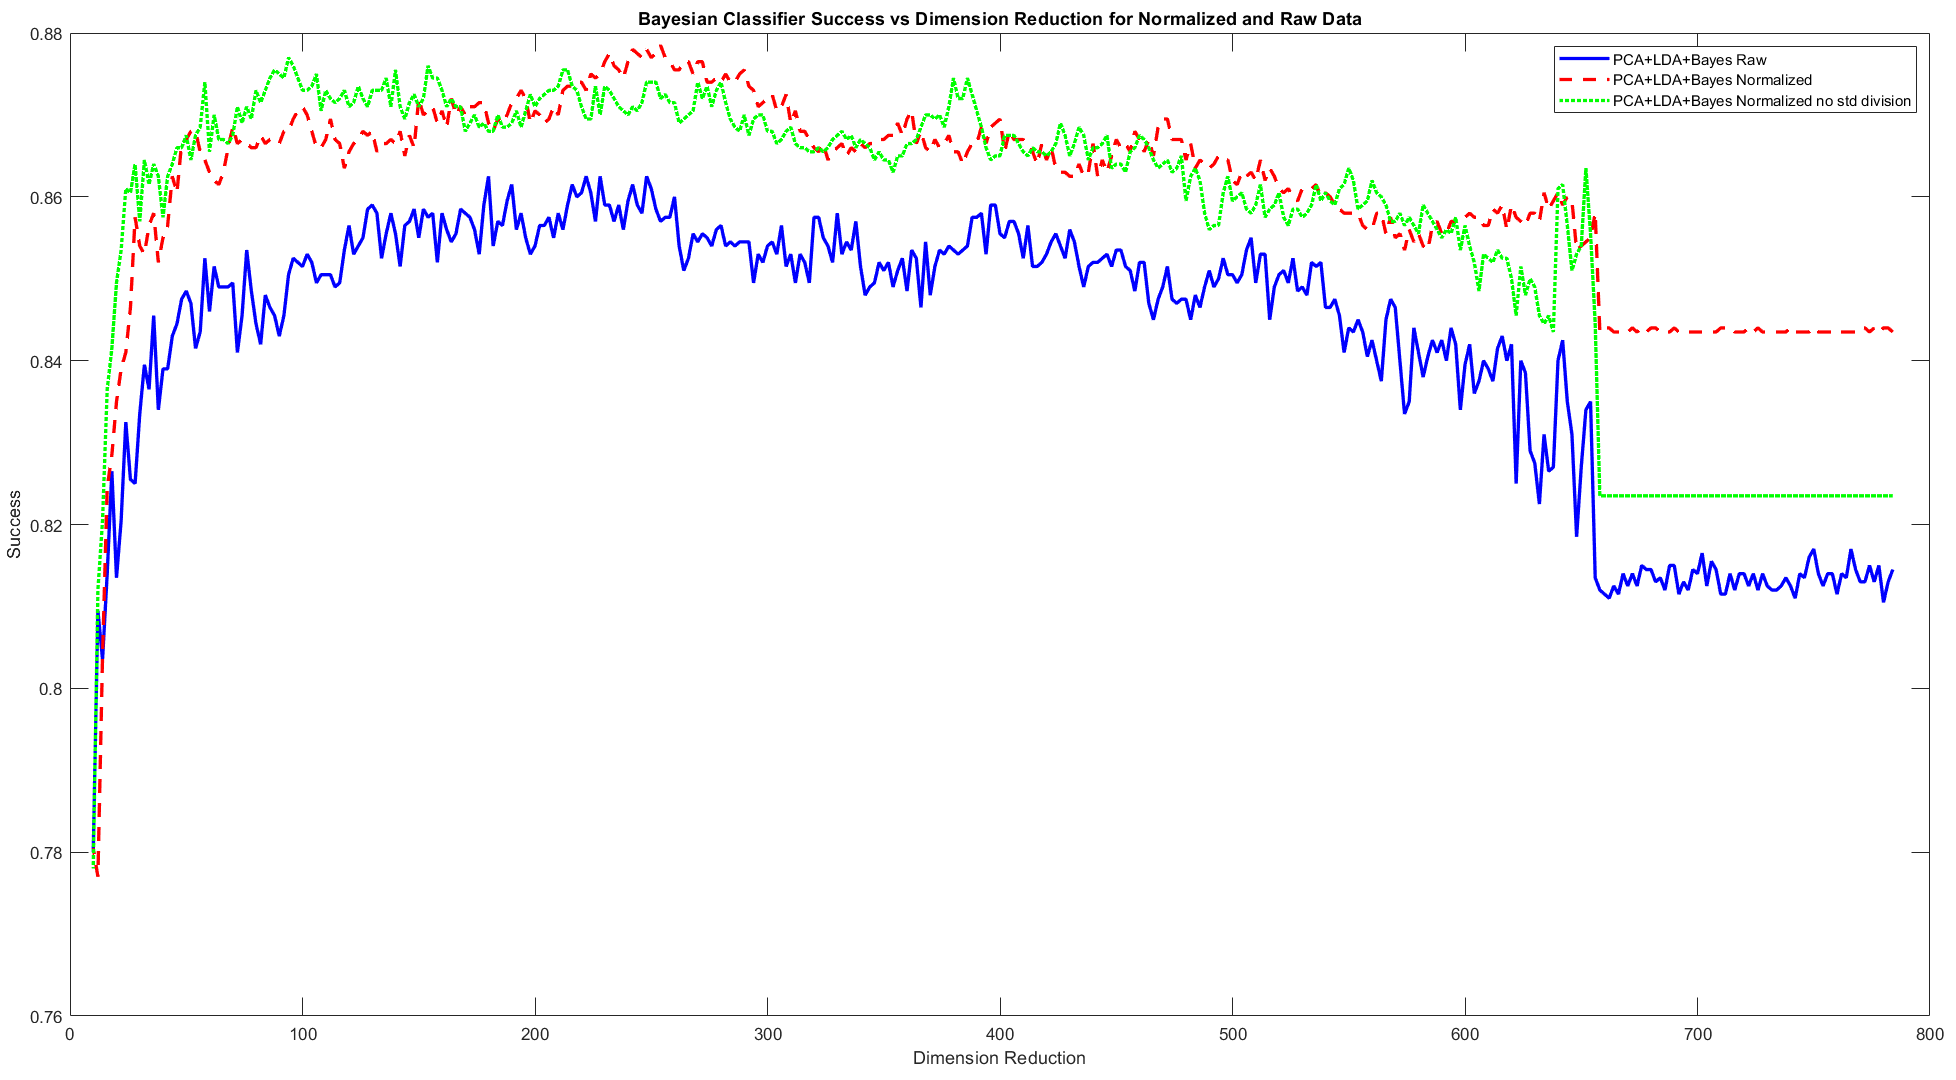 Bayesian Classifier Success vs Dimension Reduction for Normalized and Raw Data
PCA+LDA+Bayes Raw
PCA+LDA+Bayes Normalized
PCA+LDA+Bayes Normalized no std division
Success
0.88
0.86
0.84
0.82
0.8
0.78
0.76
0 100 200 300 400 500 600 700 800
Dimension Reduction